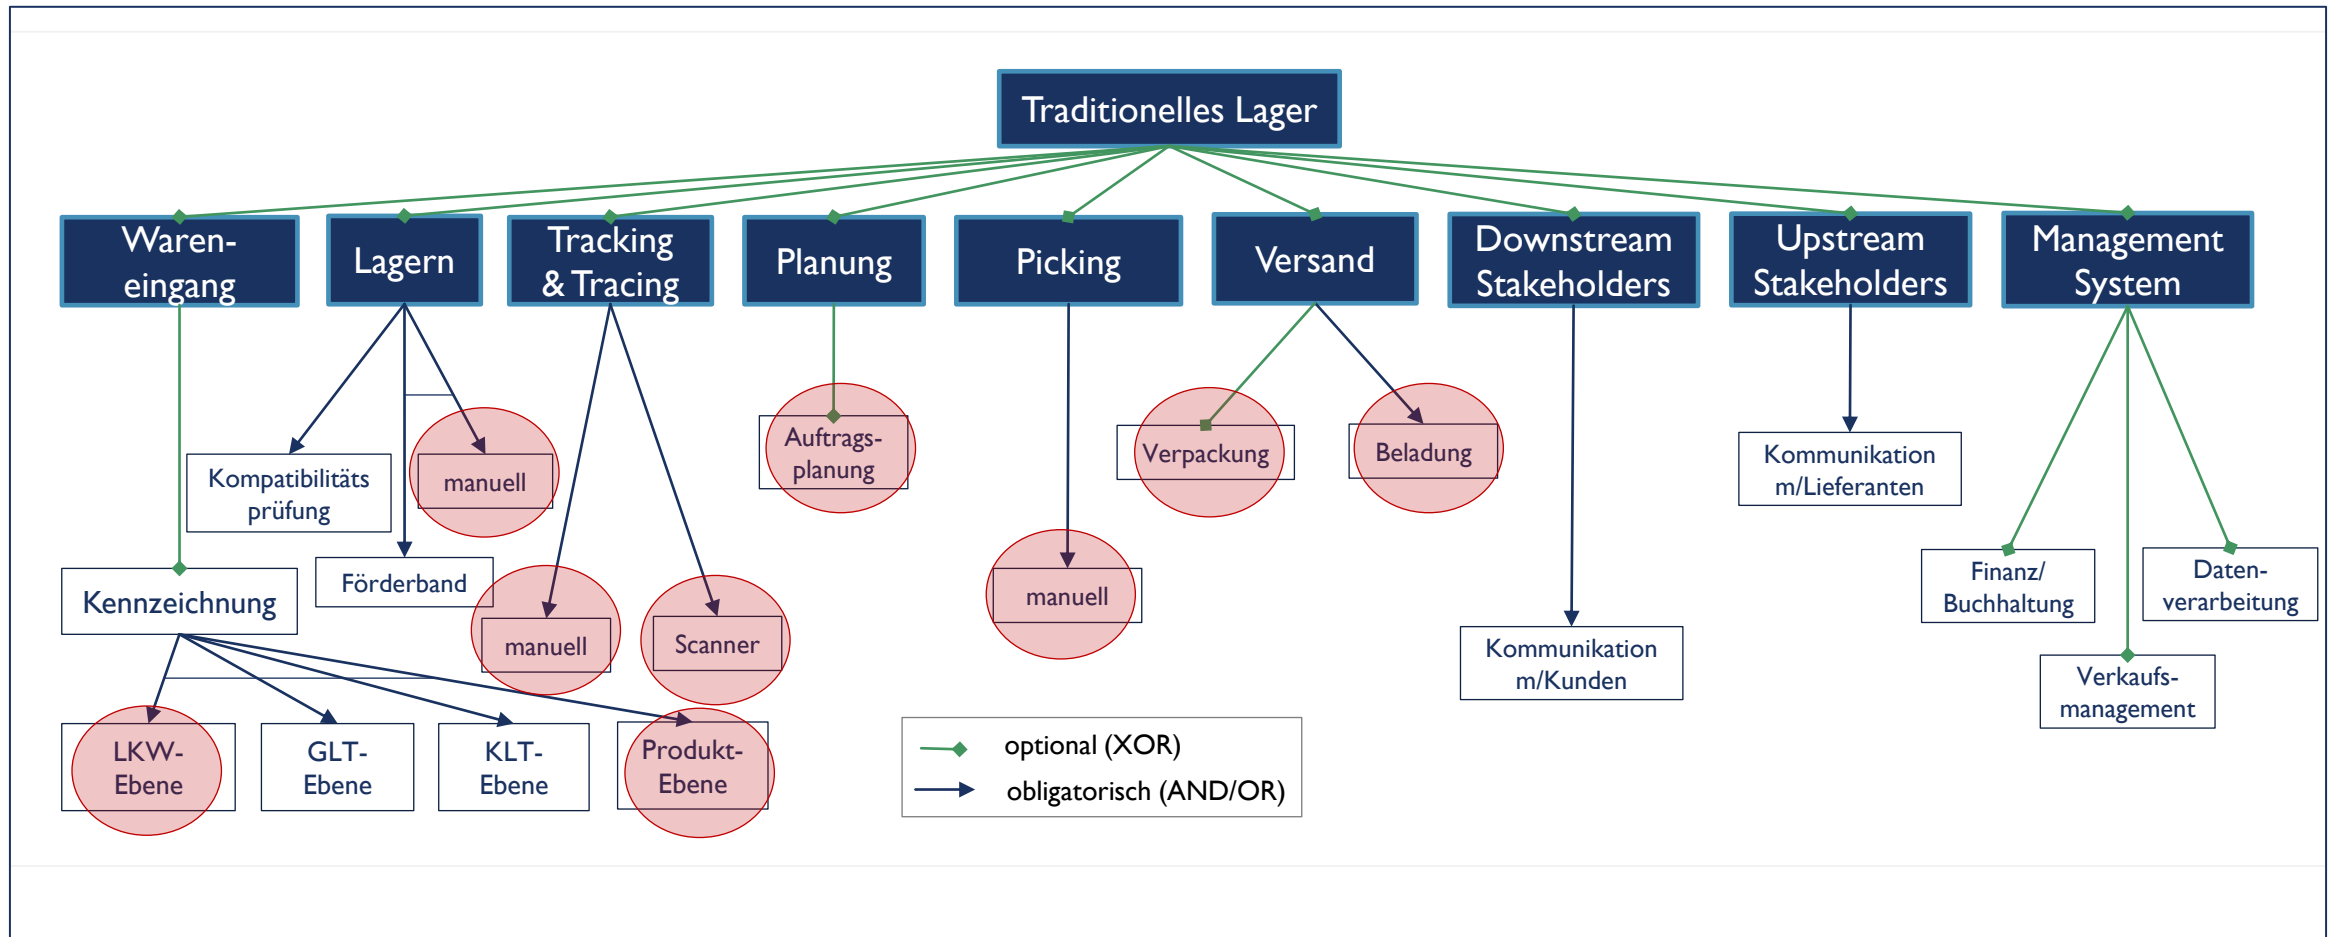 Traditionelles Lager
Waren-
eingang
Lagern
Tracking
& Tracing
Planung
Picking
Versand
Downstream
Stakeholders
Upstream
Stakeholders
Management
System
Kompatibilitäts
prüfung
manuell
Förderband
Kennzeichnung
manuell
Scanner
Auftrags-
planung
manuell
Verpackung
Beladung
Kommunikation
m/Kunden
Kommunikation
m/Lieferanten
Finanz/
Buchhaltung
Daten-
verarbeitung
Verkaufs-
management
LKW-
Ebene
GLT-
Ebene
KLT-
Ebene
Produkt-
Ebene
optional (XOR)
obligatorisch (AND/OR)